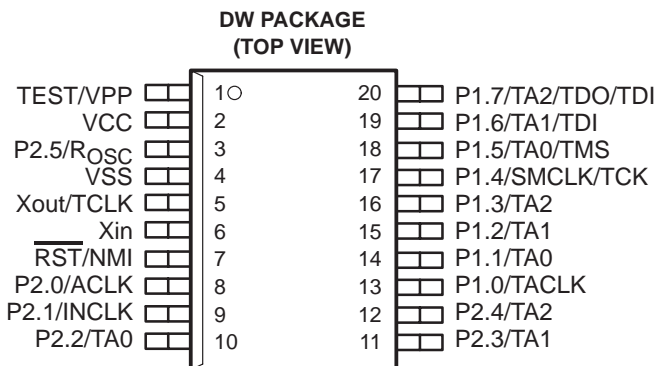 DW PACKAGE
(TOP VIEW)
TEST/VPP 1 20 P1.7/TA2/TDO/TDI
VCC 2 19 P1.6/TA1/TDI
P2.5/ROSC 3 18 P1.5/TA0/TMS
VSS 4 17 P1.4/SMCLK/TCK
Xout/TCLK 5 16 P1.3/TA2
Xin 6 15 P1.2/TA1
RST/NMI 7 14 P1.1/TA0
P2.0/ACLK 8 13 P1.0/TACLK
P2.1/INCLK 9 12 P2.4/TA2
P2.2/TA0 10 11 P2.3/TA1